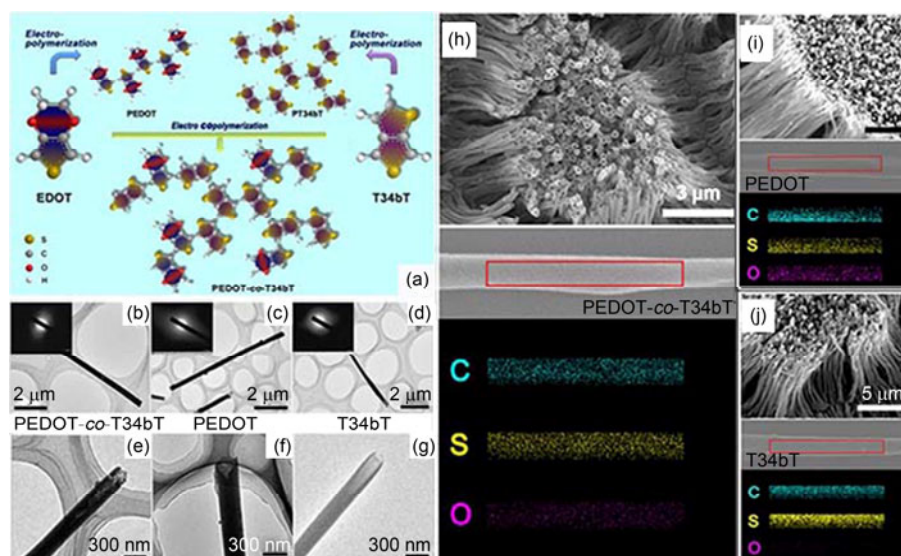 Electro-
polymerization
Electro-
polymerization
PEDOT
PT34bT
Electro copolymerization
EDOT
T34bT
S
C
O
H
PEDOT-co-T34bT
(a)
(b)
2 μm
PEDOT-co-T34bT
(c)
2 μm
PEDOT
(d)
2 μm
T34bT
(e)
300 nm
(f)
300 nm
(g)
300 nm
(h)
3 μm
PEDOT-co-T34bT
C
S
O
(i)
PEDOT
C
S
O
(j)
5 μm
T34bT
C
S
O